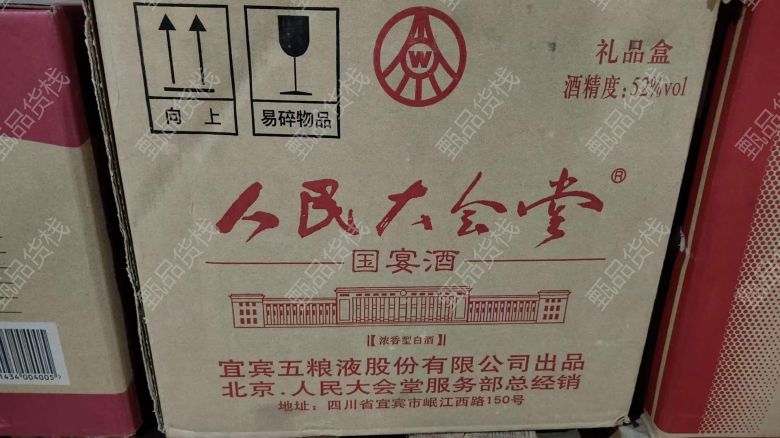 向上
易碎物品
W
礼品盒
酒精度:52%vol
人民大会堂®
国宴酒
【浓香型白酒】
宜宾五粮液股份有限公司出品
北京.人民大会堂服务部总经销
地址:四川省宜宾市岷江西路150号
14340040057
甄品货栈